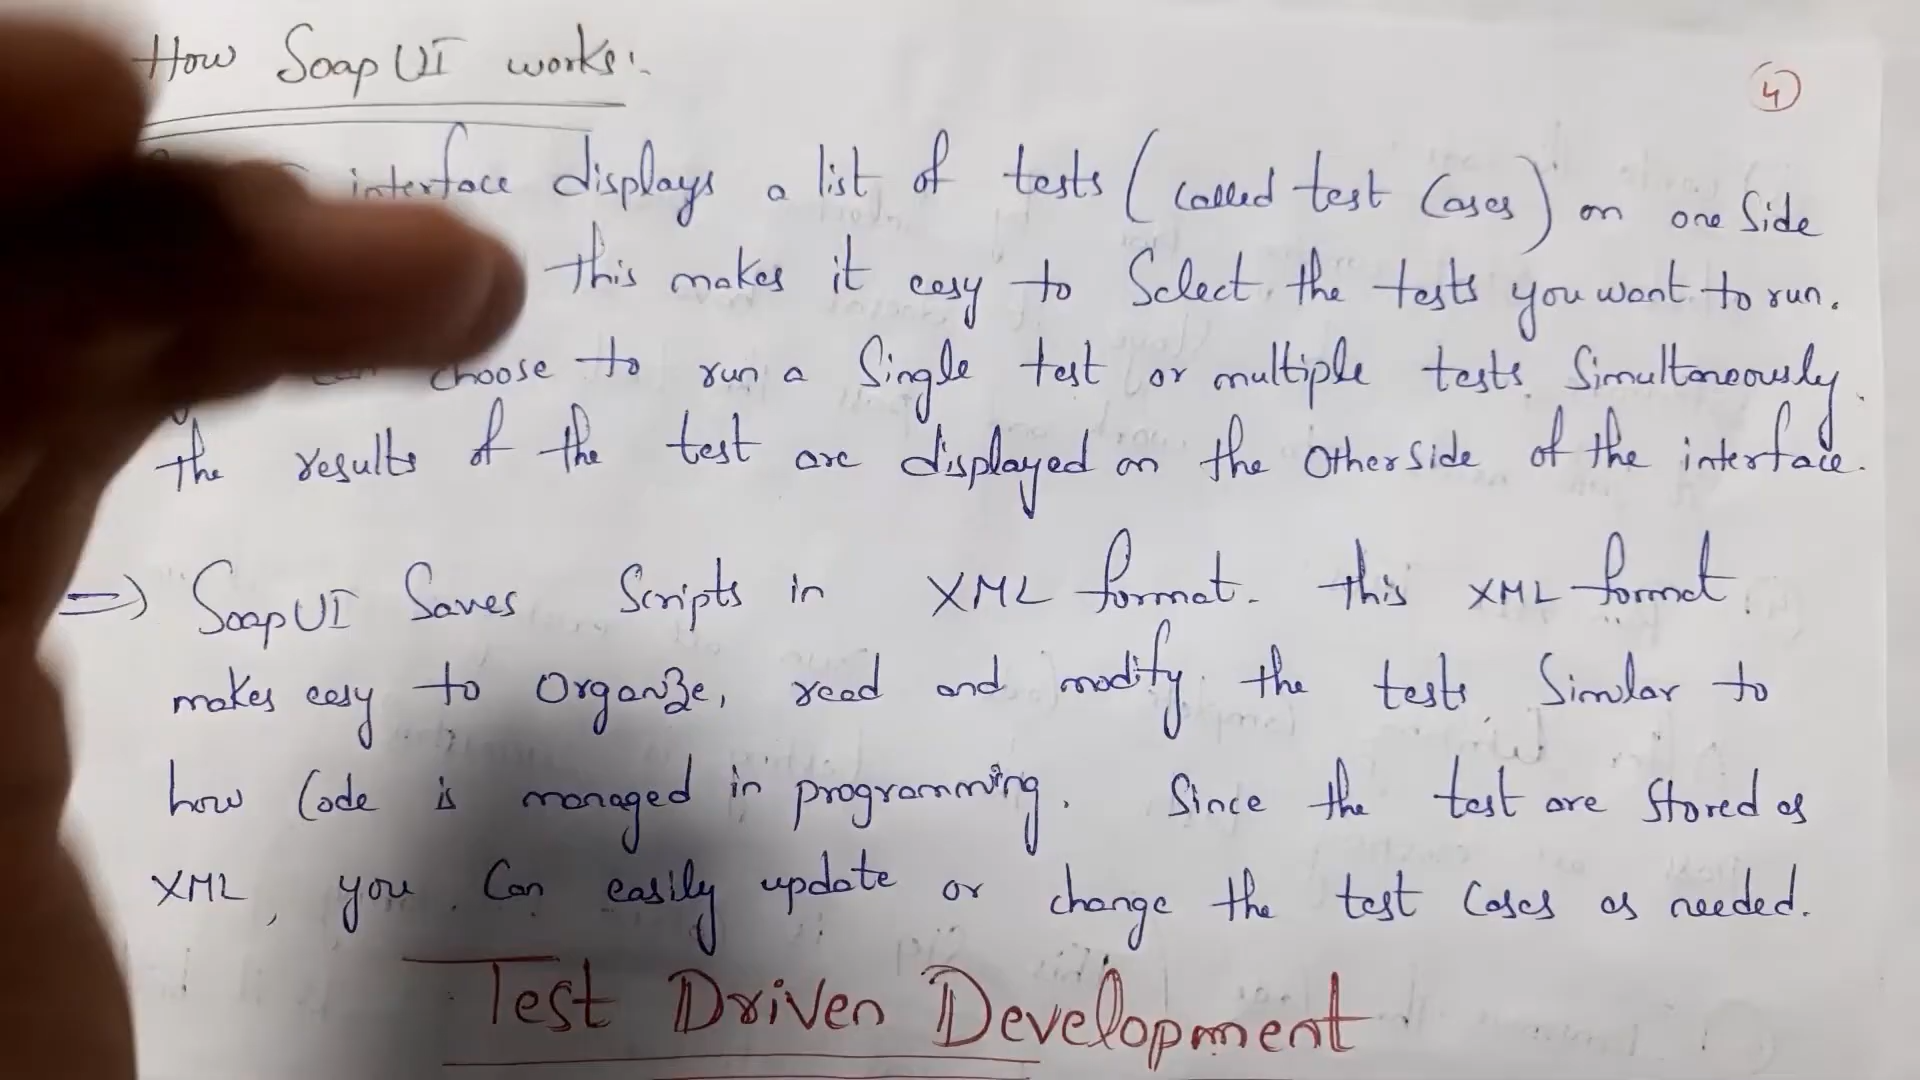 How SoapUI works:
4
interface displays a list of tests (called test Cases) on one Side
this makes it easy to Select the tests you want to run.
choose to run a Single test or multiple tests Simultaneously.
the results of the test are displayed on the Otherside of the interface.
=> SoapUI Saves Scripts in XML format. this XML format
makes easy to Organize, read and modify the tests Similar to
how Code is managed in programming. Since the test are Stored as
XML, you Can easily update or change the test Cases as needed.
Test Driven Development